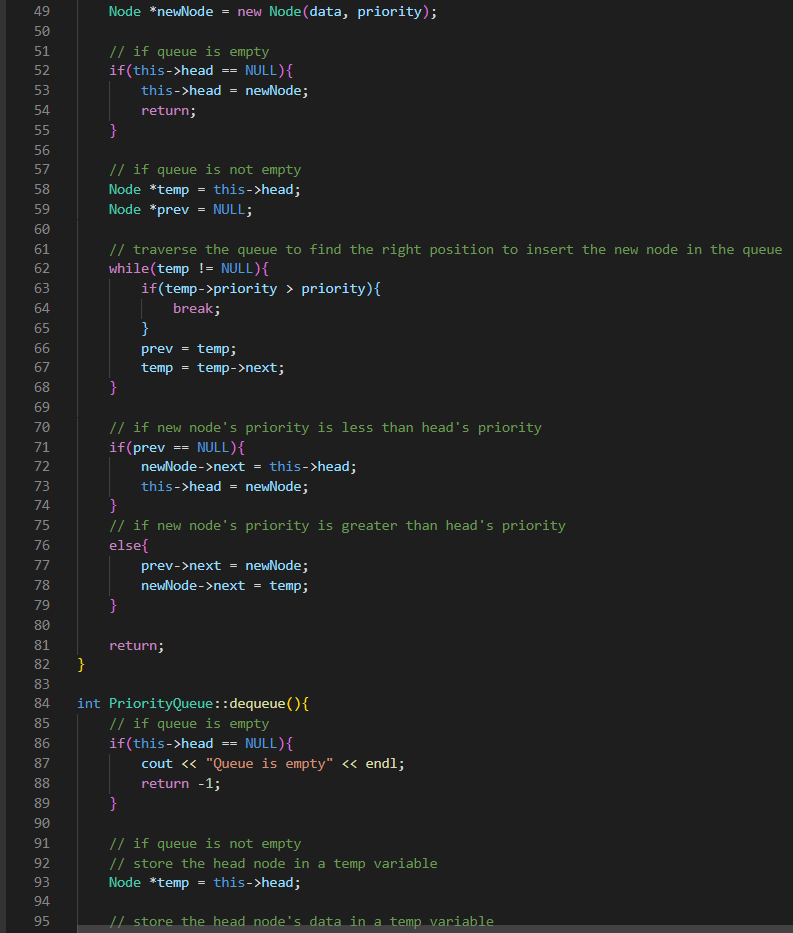 49 Node *newNode = new Node(data, priority);
50
51 // if queue is empty
52 if(this->head == NULL){
53 this->head = newNode;
54 return;
55 }
56
57 // if queue is not empty
58 Node *temp = this->head;
59 Node *prev = NULL;
60
61 // traverse the queue to find the right position to insert the new node in the queue
62 while(temp != NULL){
63 if(temp->priority > priority){
64 break;
65 }
66 prev = temp;
67 temp = temp->next;
68 }
69
70 // if new node's priority is less than head's priority
71 if(prev == NULL){
72 newNode->next = this->head;
73 this->head = newNode;
74 }
75 // if new node's priority is greater than head's priority
76 else{
77 prev->next = newNode;
78 newNode->next = temp;
79 }
80
81 return;
82 }
83
84 int PriorityQueue::dequeue(){
85 // if queue is empty
86 if(this->head == NULL){
87 cout << "Queue is empty" << endl;
88 return -1;
89 }
90
91 // if queue is not empty
92 // store the head node in a temp variable
93 Node *temp = this->head;
94
95 // store the head node's data in a temp variable